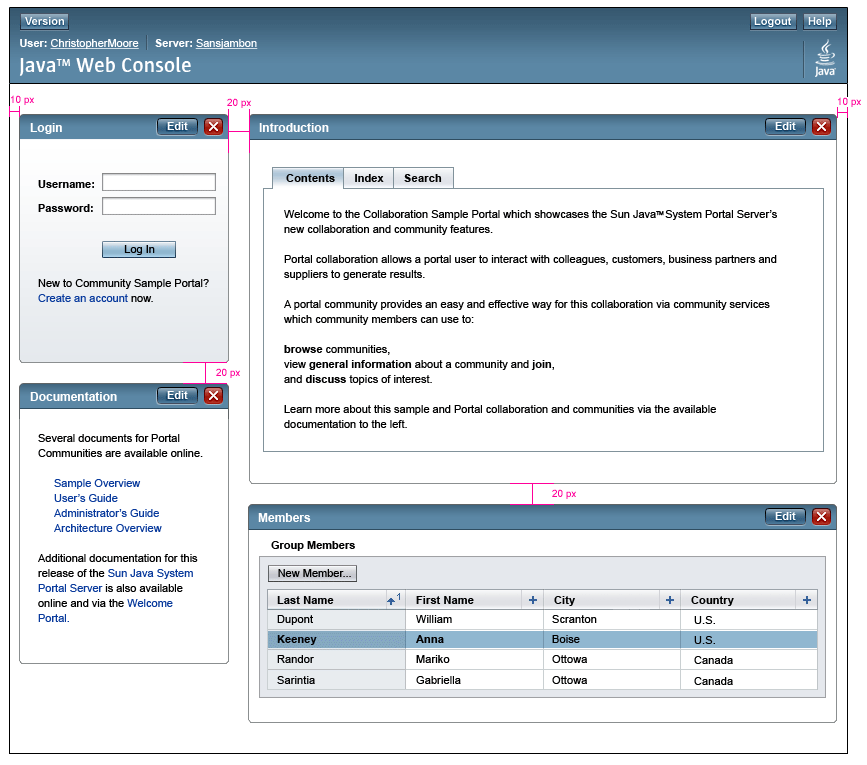 Version
Logout Help
User: ChristopherMoore Server: Sansjambon
Java™ Web Console
Java
10 px
20 px
10 px
Login Edit
Username:
Password:
Log In
New to Community Sample Portal?
Create an account now.
20 px
Documentation Edit
Several documents for Portal
Communities are available online.
Sample Overview
User's Guide
Administrator's Guide
Architecture Overview
Additional documentation for this
release of the Sun Java System
Portal Server is also available
online and via the Welcome
Portal.
Introduction Edit
Contents Index Search
Welcome to the Collaboration Sample Portal which showcases the Sun Java™System Portal Server's
new collaboration and community features.
Portal collaboration allows a portal user to interact with colleagues, customers, business partners and
suppliers to generate results.
A portal community provides an easy and effective way for this collaboration via community services
which community members can use to:
browse communities,
view general information about a community and join,
and discuss topics of interest.
Learn more about this sample and Portal collaboration and communities via the available
documentation to the left.
20 px
Members Edit
Group Members
New Member...
Last Name 1 First Name + City + Country +
Dupont William Scranton U.S.
Keeney Anna Boise U.S.
Randor Mariko Ottowa Canada
Sarintia Gabriella Ottowa Canada